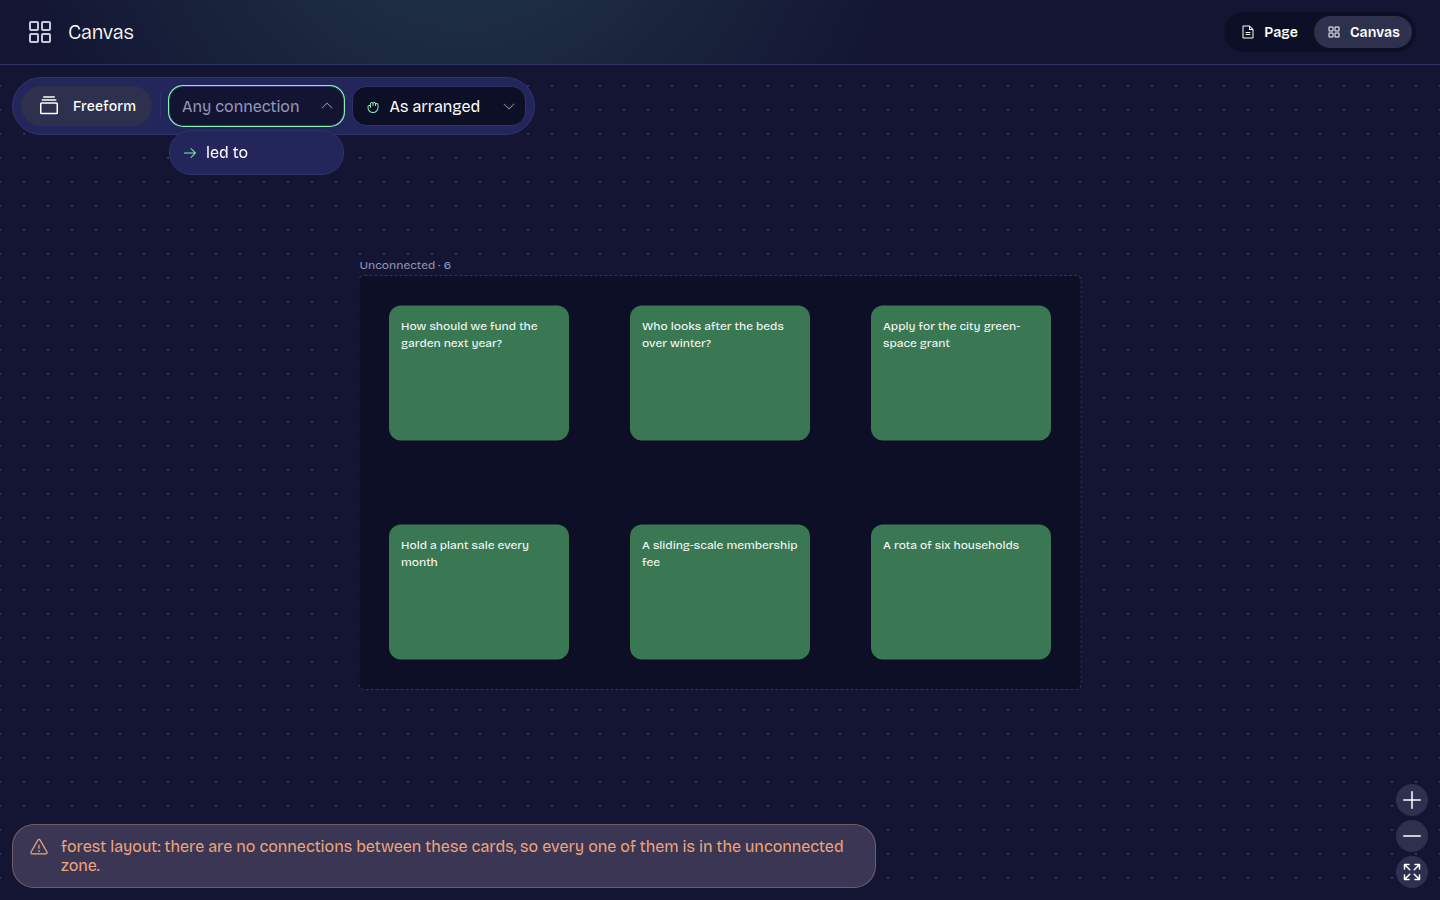 Canvas
Page
Canvas
Freeform
Any connection
As arranged
led to
Unconnected · 6
How should we fund the
garden next year?
Who looks after the beds
over winter?
Apply for the city green-
space grant
Hold a plant sale every
month
A sliding-scale membership
fee
A rota of six households
forest layout: there are no connections between these cards, so every one of them is in the unconnected
zone.